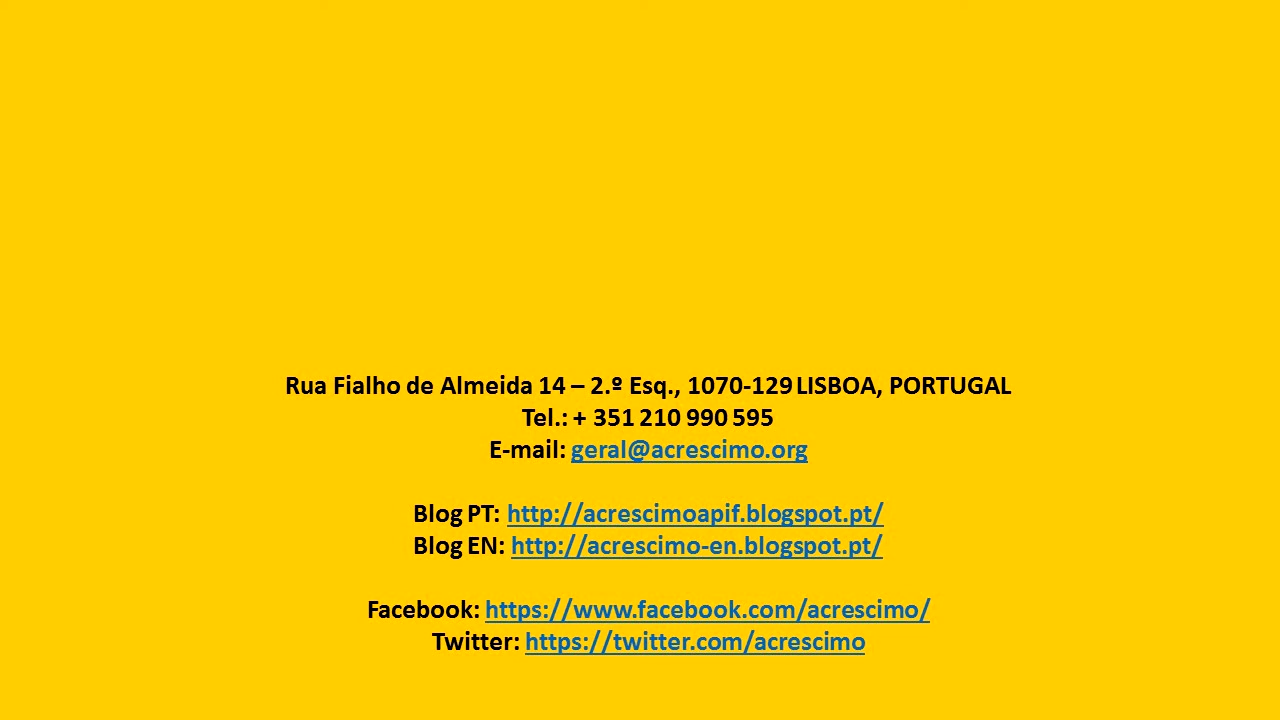 Rua Fialho de Almeida 14 – 2.º Esq., 1070-129 LISBOA, PORTUGAL
Tel.: + 351 210 990 595
E-mail: geral@acrescimo.org
Blog PT: http://acrescimoapif.blogspot.pt/
Blog EN: http://acrescimo-en.blogspot.pt/
Facebook: https://www.facebook.com/acrescimo/
Twitter: https://twitter.com/acrescimo